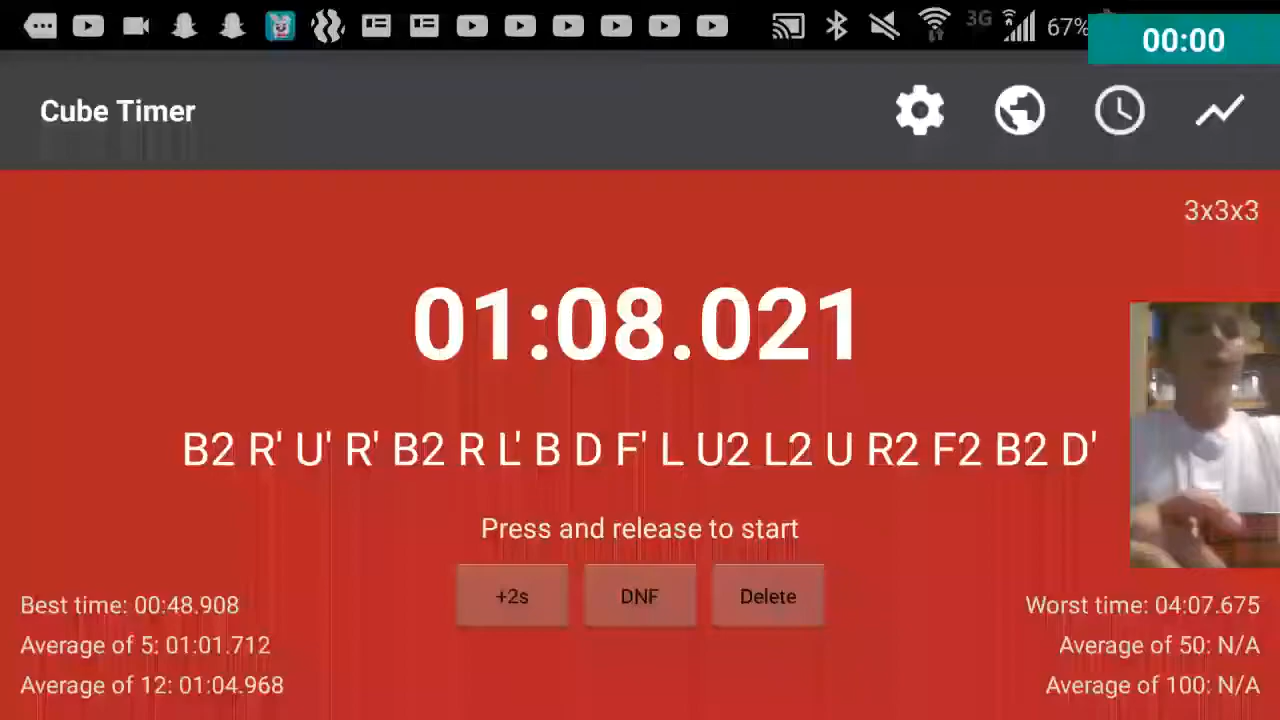 3G 67%
00:00
Cube Timer
3x3x3
01:08.021
B2 R' U' R' B2 R L' B D F' L U2 L2 U R2 F2 B2 D'
Press and release to start
+2s DNF Delete
Best time: 00:48.908
Average of 5: 01:01.712
Average of 12: 01:04.968
Worst time: 04:07.675
Average of 50: N/A
Average of 100: N/A